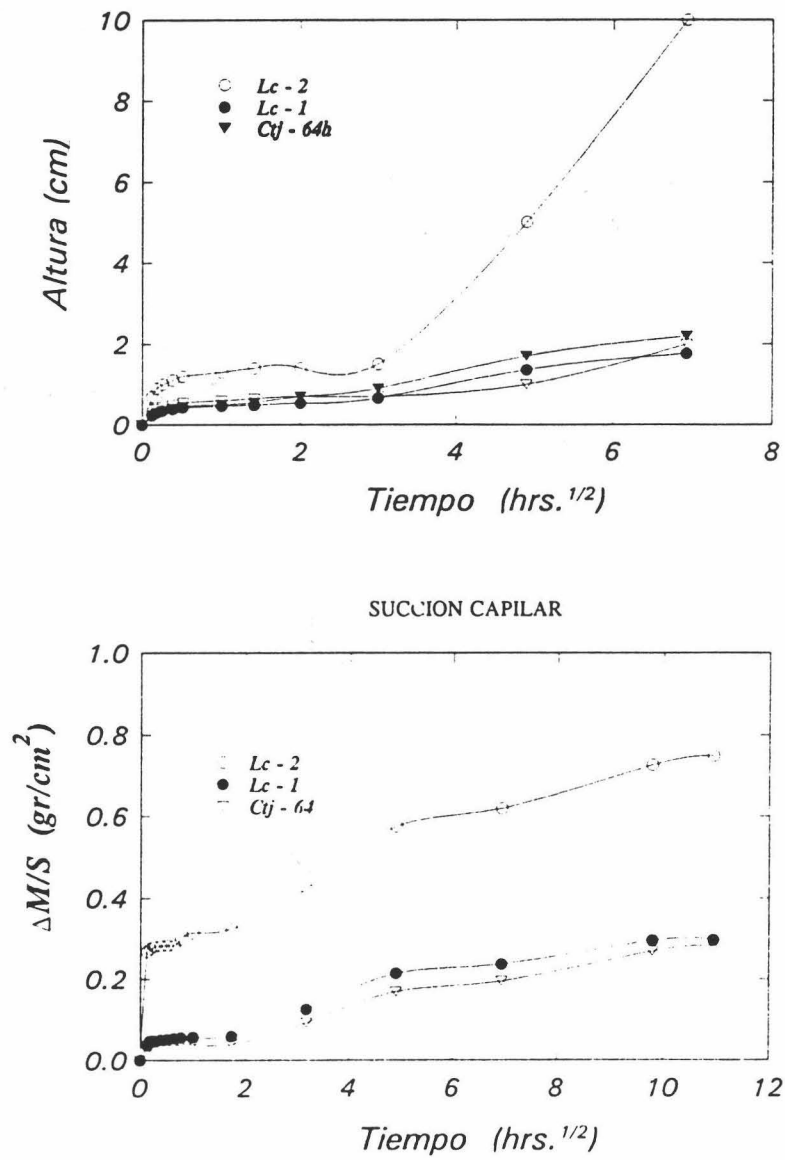 10
8
6
4
2
0
Altura (cm)
Lc - 2
Lc - 1
Ctj - 64h
0 2 4 6 8
Tiempo (hrs.1/2)
SUCCION CAPILAR
1.0
0.8
0.6
0.4
0.2
0.0
ΔM/S (gr/cm2)
Lc - 2
Lc - 1
Ctj - 64
0 2 4 6 8 10 12
Tiempo (hrs.1/2)